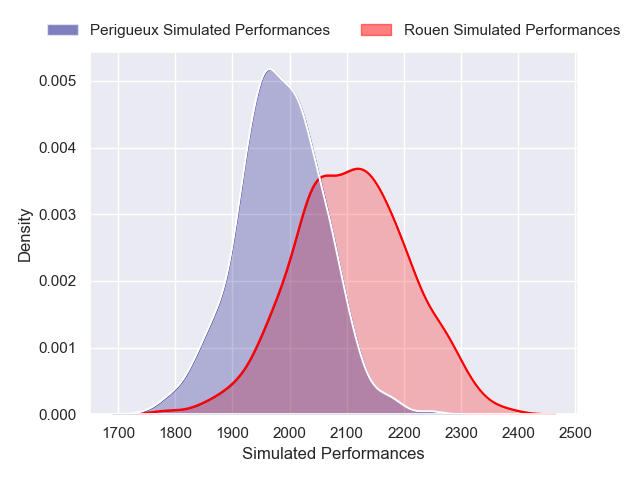 Perigueux Simulated Performances
Rouen Simulated Performances
0.005
0.004
0.003
0.002
0.001
0.000
Density
1700 1800 1900 2000 2100 2200 2300 2400 2500
Simulated Performances